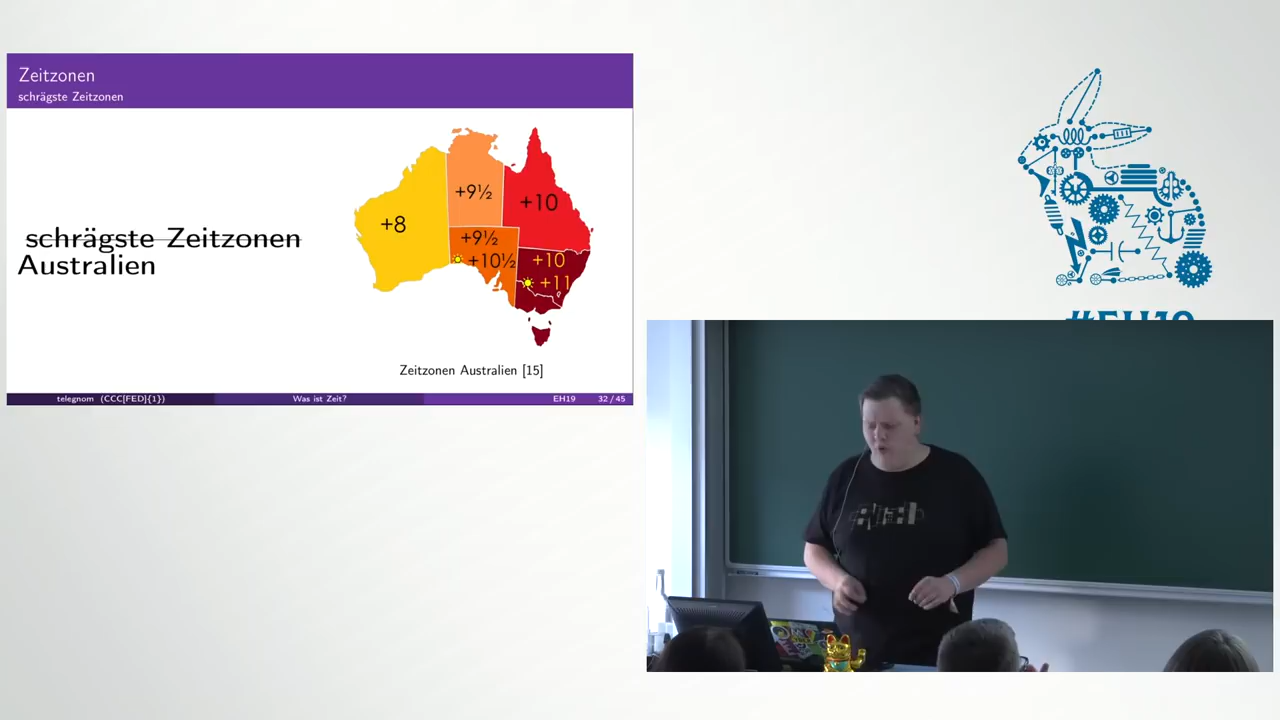 Zeitzonen
schrägste Zeitzonen
schrägste Zeitzonen
Australien
+8
+9½
+10
+9½
+10½
+10
+11
Zeitzonen Australien [15]
telegnom (CCC[FED]{1}) Was ist Zeit? EH19 32 / 45
#EH19